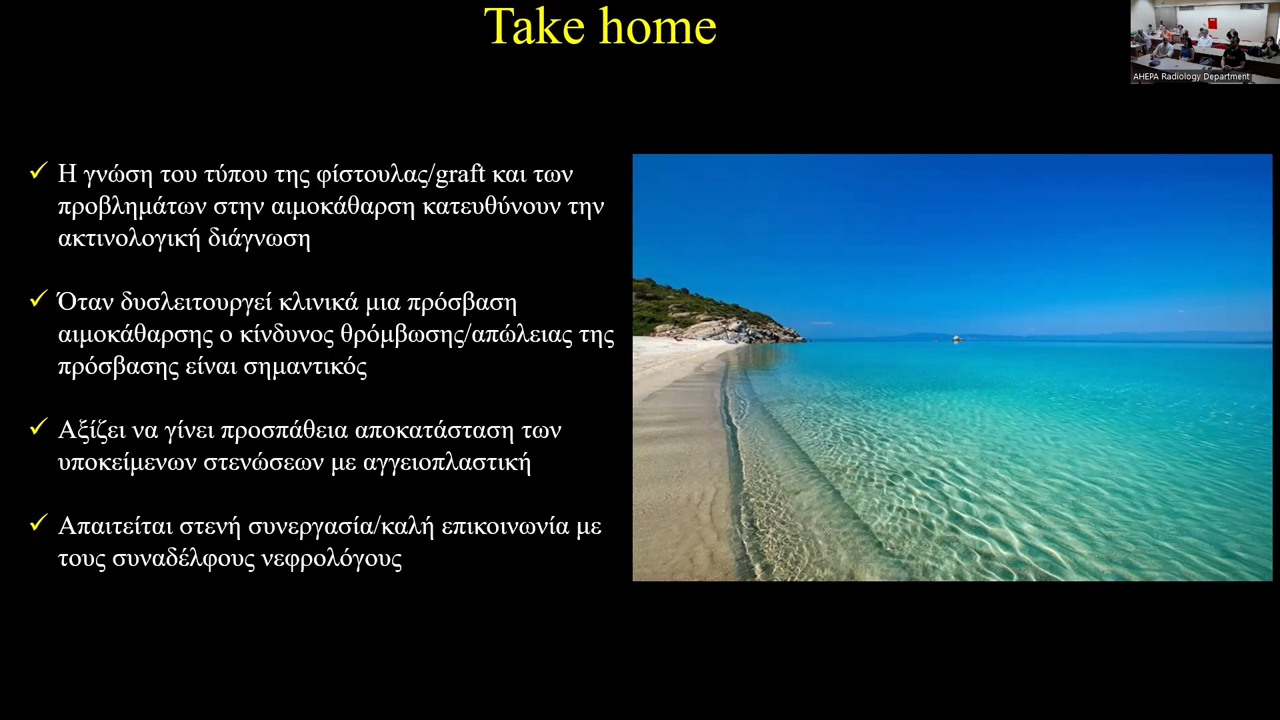 Take home
AHEPA Radiology Department
✓ Η γνώση του τύπου της φίστουλας/graft και των
προβλημάτων στην αιμοκάθαρση κατευθύνουν την
ακτινολογική διάγνωση
✓ Όταν δυσλειτουργεί κλινικά μια πρόσβαση
αιμοκάθαρσης ο κίνδυνος θρόμβωσης/απώλειας της
πρόσβασης είναι σημαντικός
✓ Αξίζει να γίνει προσπάθεια αποκατάσταση των
υποκείμενων στενώσεων με αγγειοπλαστική
✓ Απαιτείται στενή συνεργασία/καλή επικοινωνία με
τους συναδέλφους νεφρολόγους